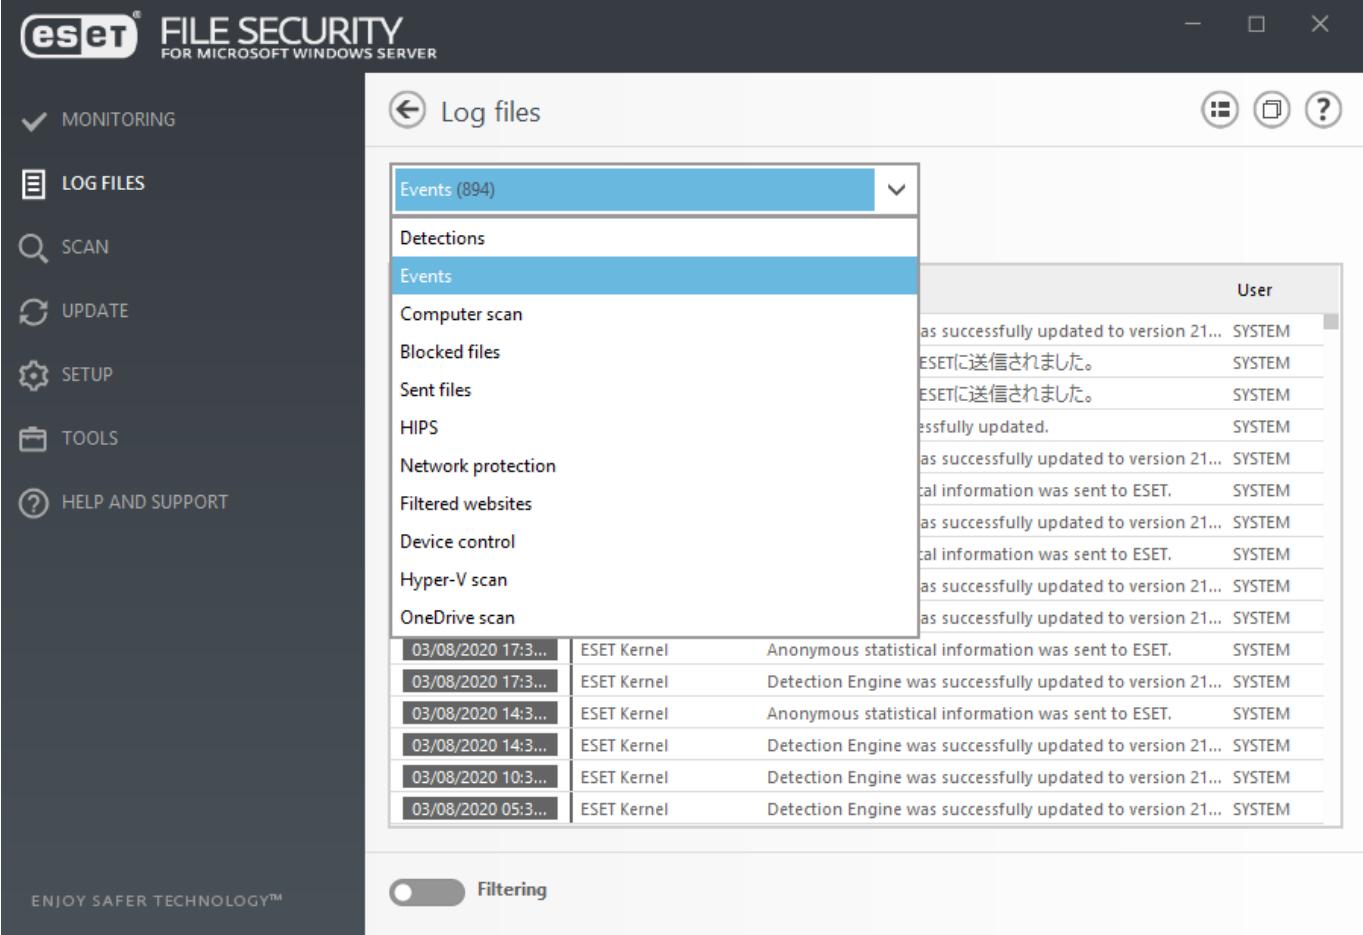 eset® FILE SECURITY
FOR MICROSOFT WINDOWS SERVER
MONITORING
LOG FILES
SCAN
UPDATE
SETUP
TOOLS
HELP AND SUPPORT
ENJOY SAFER TECHNOLOGY™
Log files
?
Events (894)
Detections
Events
Computer scan
Blocked files
Sent files
HIPS
Network protection
Filtered websites
Device control
Hyper-V scan
OneDrive scan
User
as successfully updated to version 21... SYSTEM
ESETに送信されました。 SYSTEM
ESETに送信されました。 SYSTEM
essfully updated. SYSTEM
as successfully updated to version 21... SYSTEM
cal information was sent to ESET. SYSTEM
as successfully updated to version 21... SYSTEM
cal information was sent to ESET. SYSTEM
as successfully updated to version 21... SYSTEM
as successfully updated to version 21... SYSTEM
03/08/2020 17:3... ESET Kernel Anonymous statistical information was sent to ESET. SYSTEM
03/08/2020 17:3... ESET Kernel Detection Engine was successfully updated to version 21... SYSTEM
03/08/2020 14:3... ESET Kernel Anonymous statistical information was sent to ESET. SYSTEM
03/08/2020 14:3... ESET Kernel Detection Engine was successfully updated to version 21... SYSTEM
03/08/2020 10:3... ESET Kernel Detection Engine was successfully updated to version 21... SYSTEM
03/08/2020 05:3... ESET Kernel Detection Engine was successfully updated to version 21... SYSTEM
Filtering